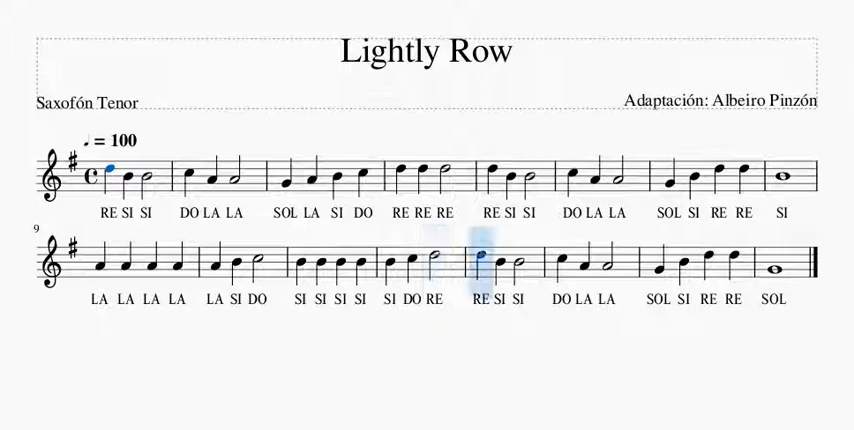 Lightly Row
Saxofón Tenor
Adaptación: Albeiro Pinzón
♩ = 100
RE SI SI DO LA LA SOL LA SI DO RE RE RE RE SI SI DO LA LA SOL SI RE RE SI
9
LA LA LA LA LA SI DO SI SI SI SI SI DO RE RE SI SI DO LA LA SOL SI RE RE SOL